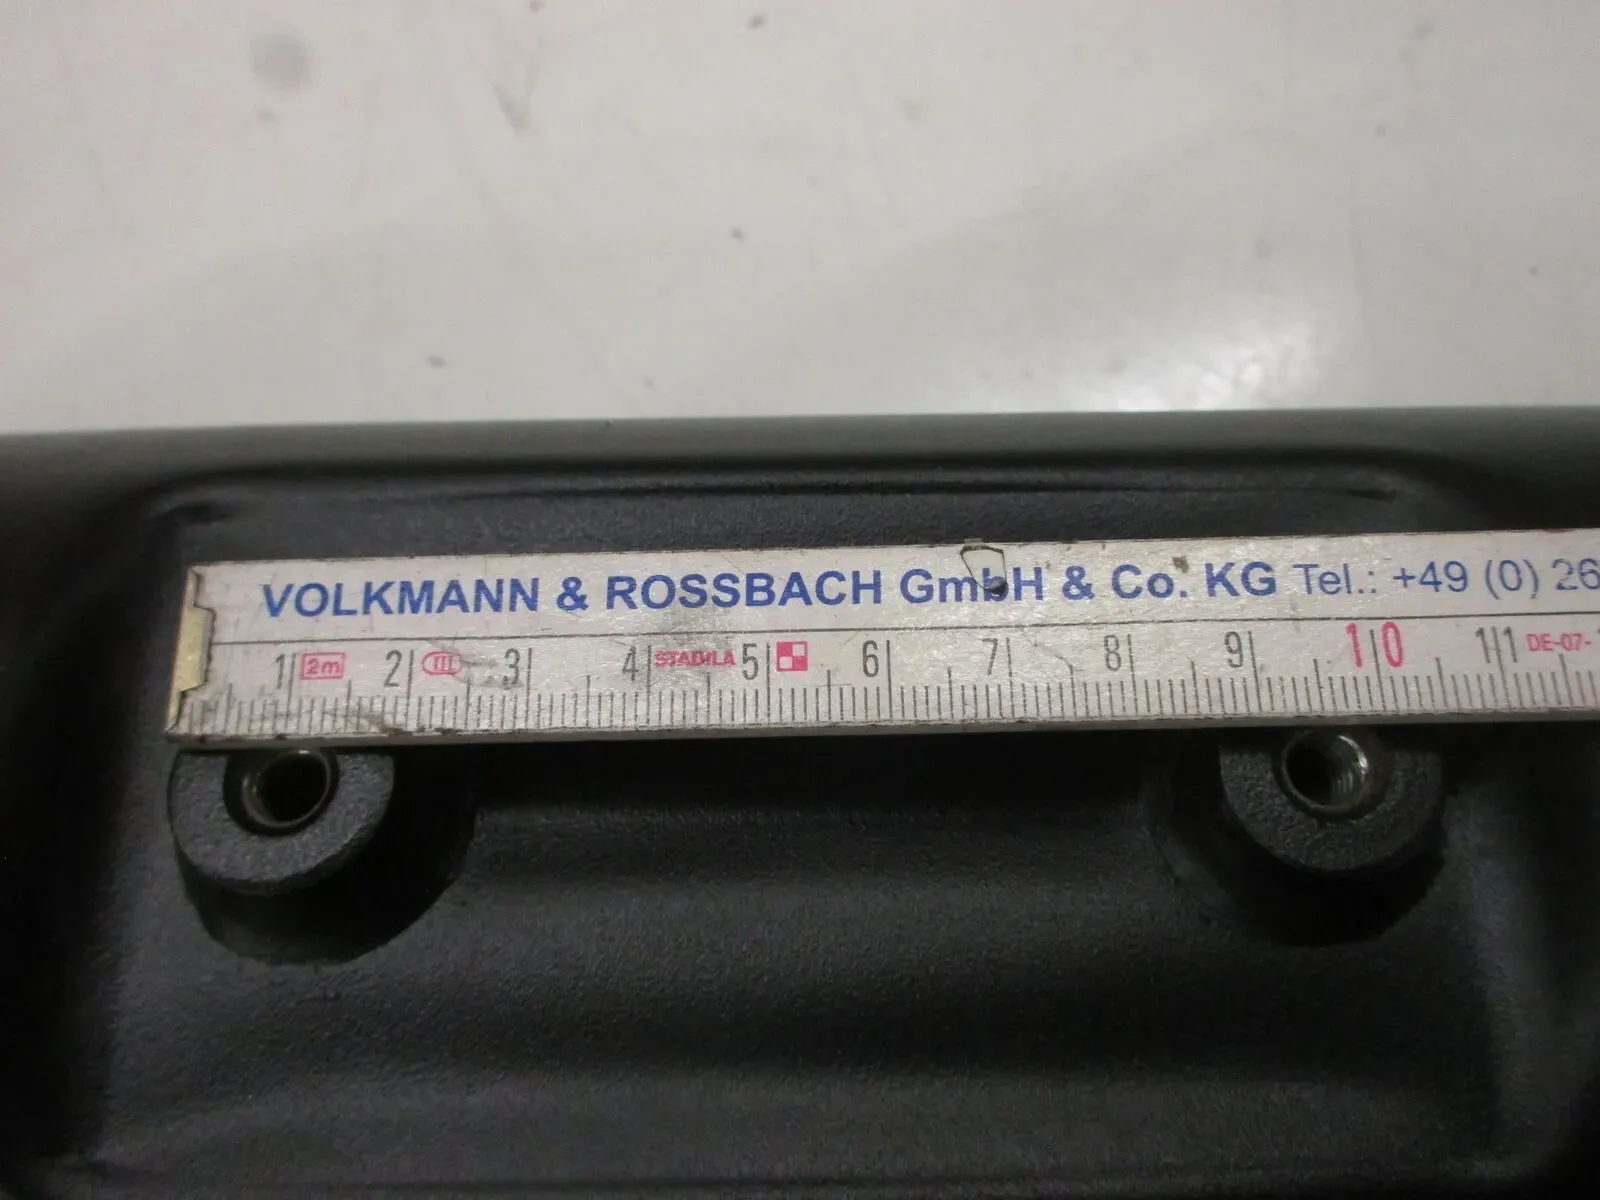 VOLKMANN & ROSSBACH GmbH & Co. KG Tel.: +49 (0) 26
1 2m 2 III 3 4 STABILA 5 6 7 8 9 10 11 DE-07-